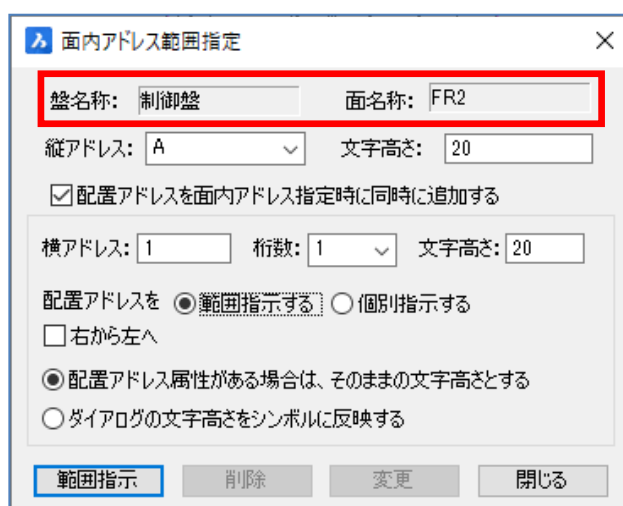 面内アドレス範囲指定
盤名称： 制御盤 面名称： FR2
縦アドレス： A 文字高さ： 20
配置アドレスを面内アドレス指定時に同時に追加する
横アドレス： 1 桁数： 1 文字高さ： 20
配置アドレスを 範囲指示する 個別指示する
右から左へ
配置アドレス属性がある場合は、そのままの文字高さとする
ダイアログの文字高さをシンボルに反映する
範囲指示 削除 変更 閉じる